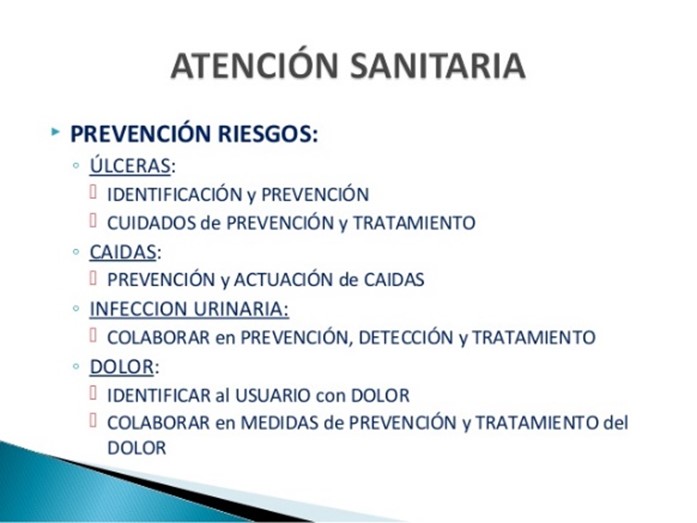 ATENCIÓN SANITARIA
PREVENCIÓN RIESGOS:
ÚLCERAS:
IDENTIFICACIÓN y PREVENCIÓN
CUIDADOS de PREVENCIÓN y TRATAMIENTO
CAIDAS:
PREVENCIÓN y ACTUACIÓN de CAIDAS
INFECCION URINARIA:
COLABORAR en PREVENCIÓN, DETECCIÓN y TRATAMIENTO
DOLOR:
IDENTIFICAR al USUARIO con DOLOR
COLABORAR en MEDIDAS de PREVENCIÓN y TRATAMIENTO del
DOLOR